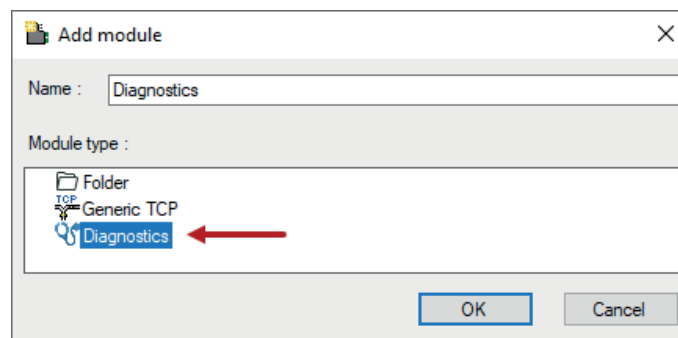 Add module
Name : Diagnostics
Module type :
Folder
TCP
Generic TCP
Diagnostics
OK Cancel